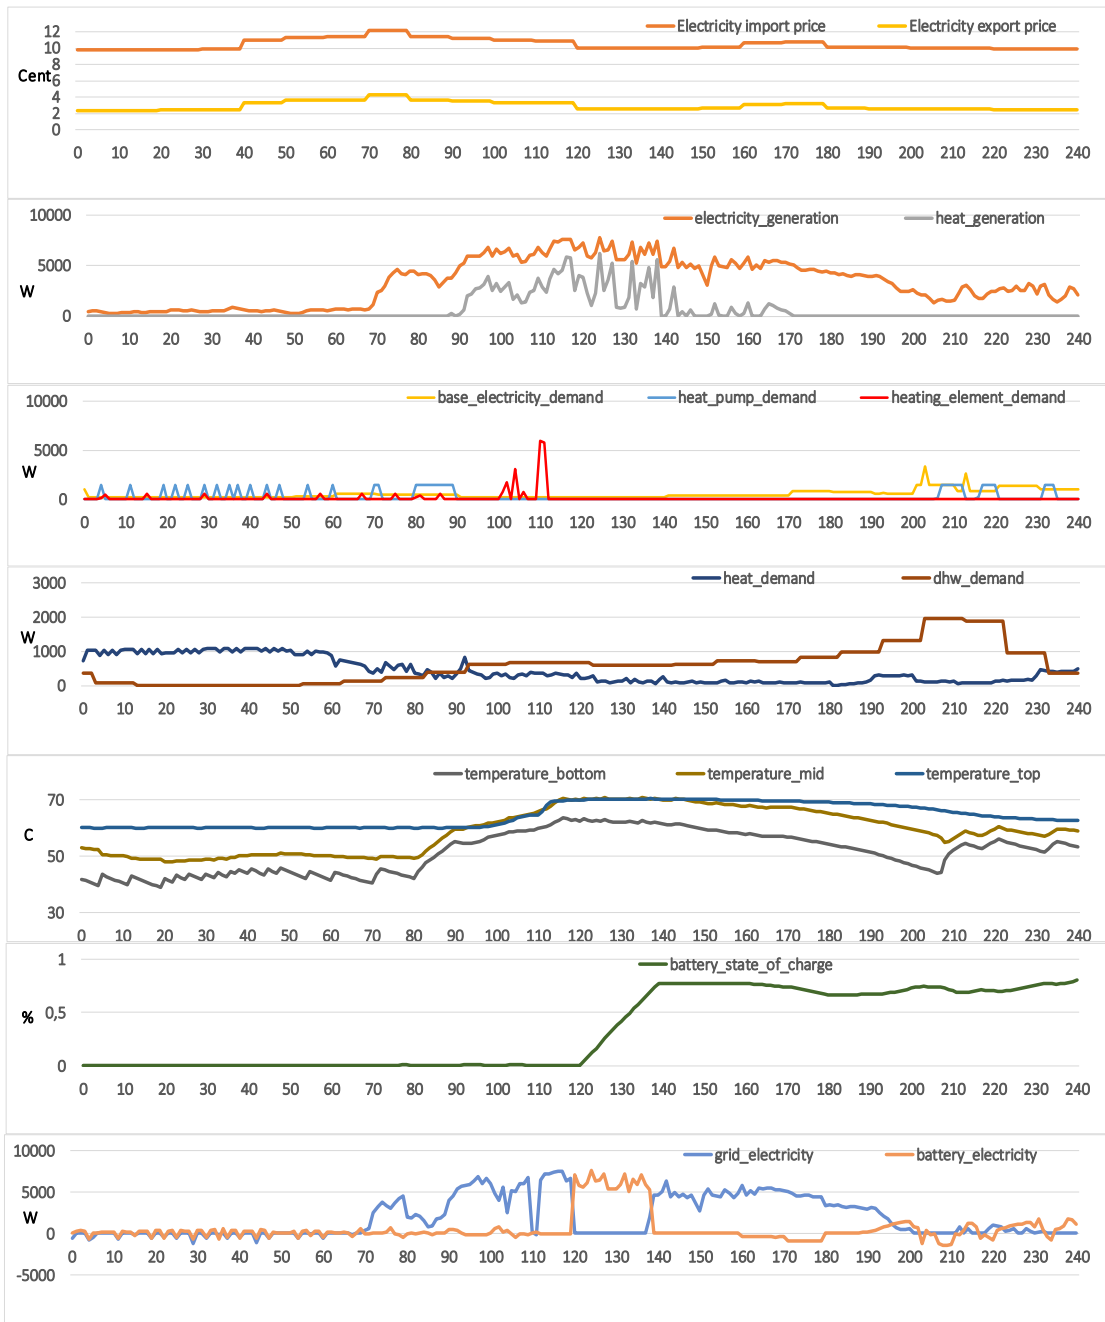 Electricity import price Electricity export price
12
10
8
6
4
2
0
Cent
0 10 20 30 40 50 60 70 80 90 100 110 120 130 140 150 160 170 180 190 200 210 220 230 240
electricity_generation heat_generation
10000
5000
0
W
0 10 20 30 40 50 60 70 80 90 100 110 120 130 140 150 160 170 180 190 200 210 220 230 240
base_electricity_demand heat_pump_demand heating_element_demand
10000
5000
0
W
0 10 20 30 40 50 60 70 80 90 100 110 120 130 140 150 160 170 180 190 200 210 220 230 240
heat_demand dhw_demand
3000
2000
1000
0
W
0 10 20 30 40 50 60 70 80 90 100 110 120 130 140 150 160 170 180 190 200 210 220 230 240
temperature_bottom temperature_mid temperature_top
70
50
30
C
0 10 20 30 40 50 60 70 80 90 100 110 120 130 140 150 160 170 180 190 200 210 220 230 240
battery_state_of_charge
1
0,5
0
%
0 10 20 30 40 50 60 70 80 90 100 110 120 130 140 150 160 170 180 190 200 210 220 230 240
grid_electricity battery_electricity
10000
5000
0
-5000
W
0 10 20 30 40 50 60 70 80 90 100 110 120 130 140 150 160 170 180 190 200 210 220 230 240